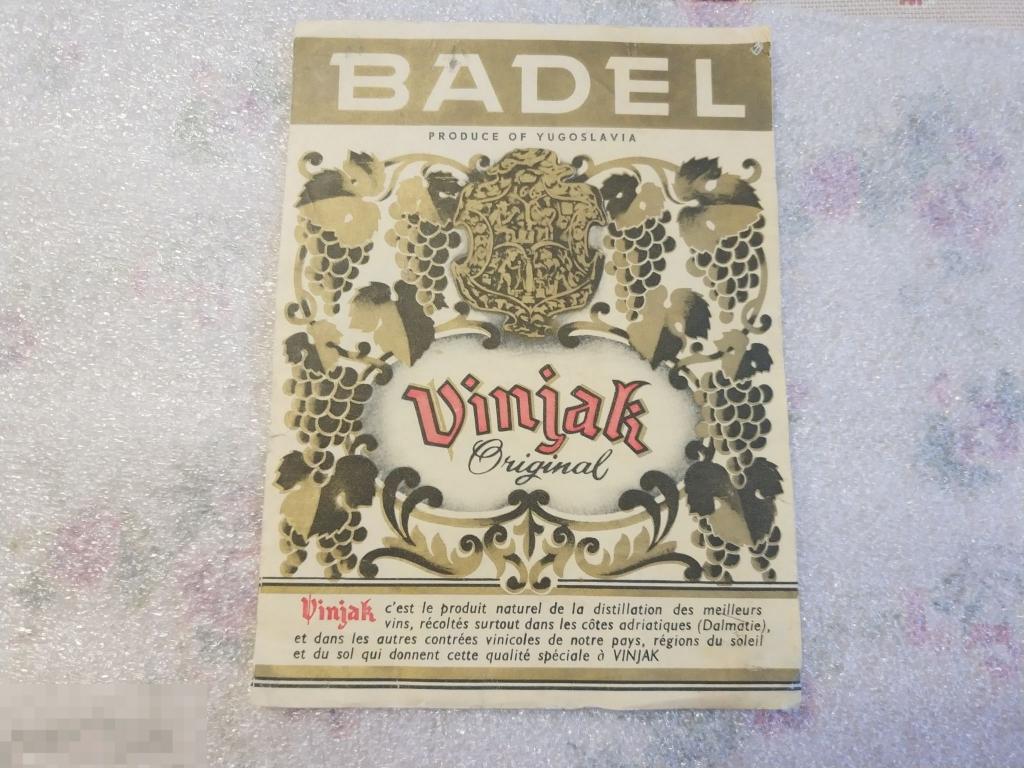 BADEL
PRODUCE OF YUGOSLAVIA
Vinjak
Original
Vinjak c'est le produit naturel de la distillation des meilleurs
vins, récoltés surtout dans les côtes adriatiques (Dalmatie),
et dans les autres contrées vinicoles de notre pays, régions du soleil
et du sol qui donnent cette qualité spéciale à VINJAK